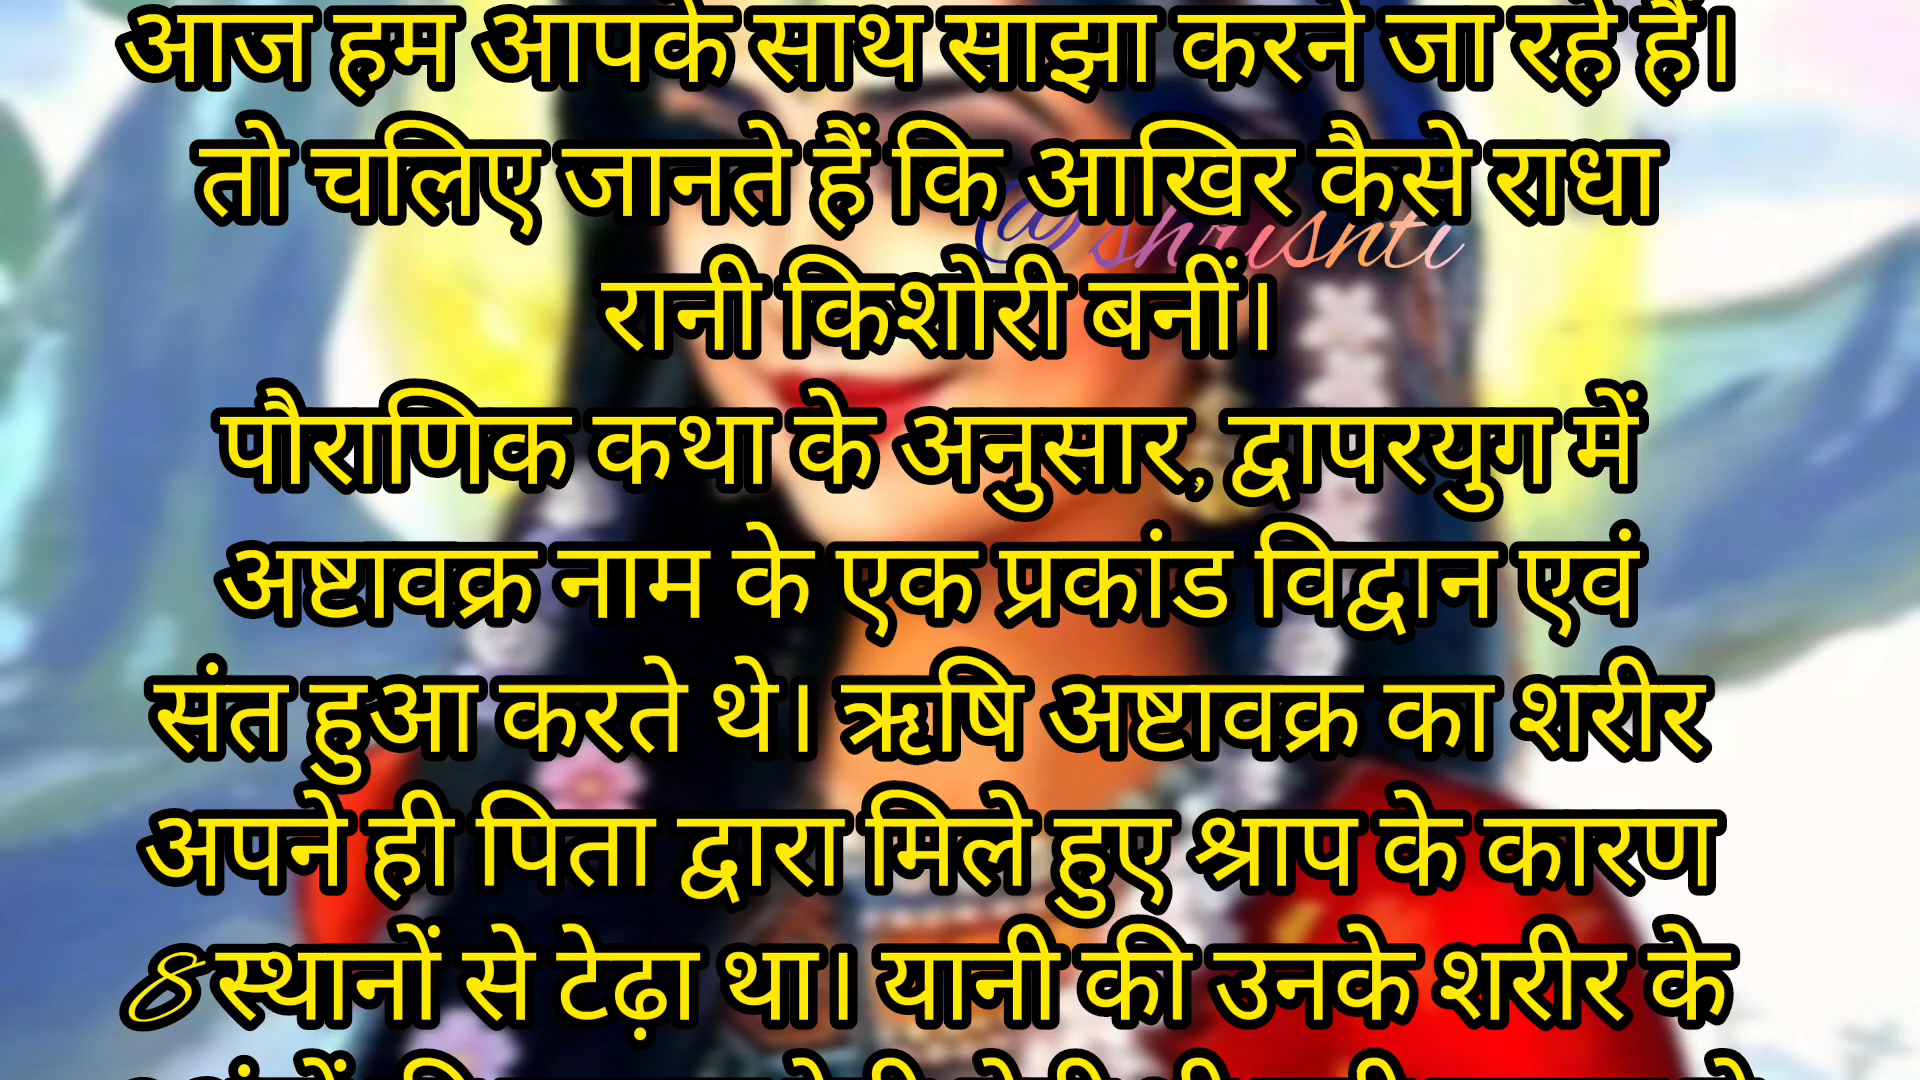 आज हम आपके साथ साझा करने जा रहे हैं।
तो चलिए जानते हैं कि आखिर कैसे राधा
@shrisnti
रानी किशोरी बनीं।
पौराणिक कथा के अनुसार, द्वापरयुग में
अष्टावक्र नाम के एक प्रकांड विद्वान एवं
संत हुआ करते थे। ऋषि अष्टावक्र का शरीर
अपने ही पिता द्वारा मिले हुए श्राप के कारण
8 स्थानों से टेढ़ा था। यानी की उनके शरीर के